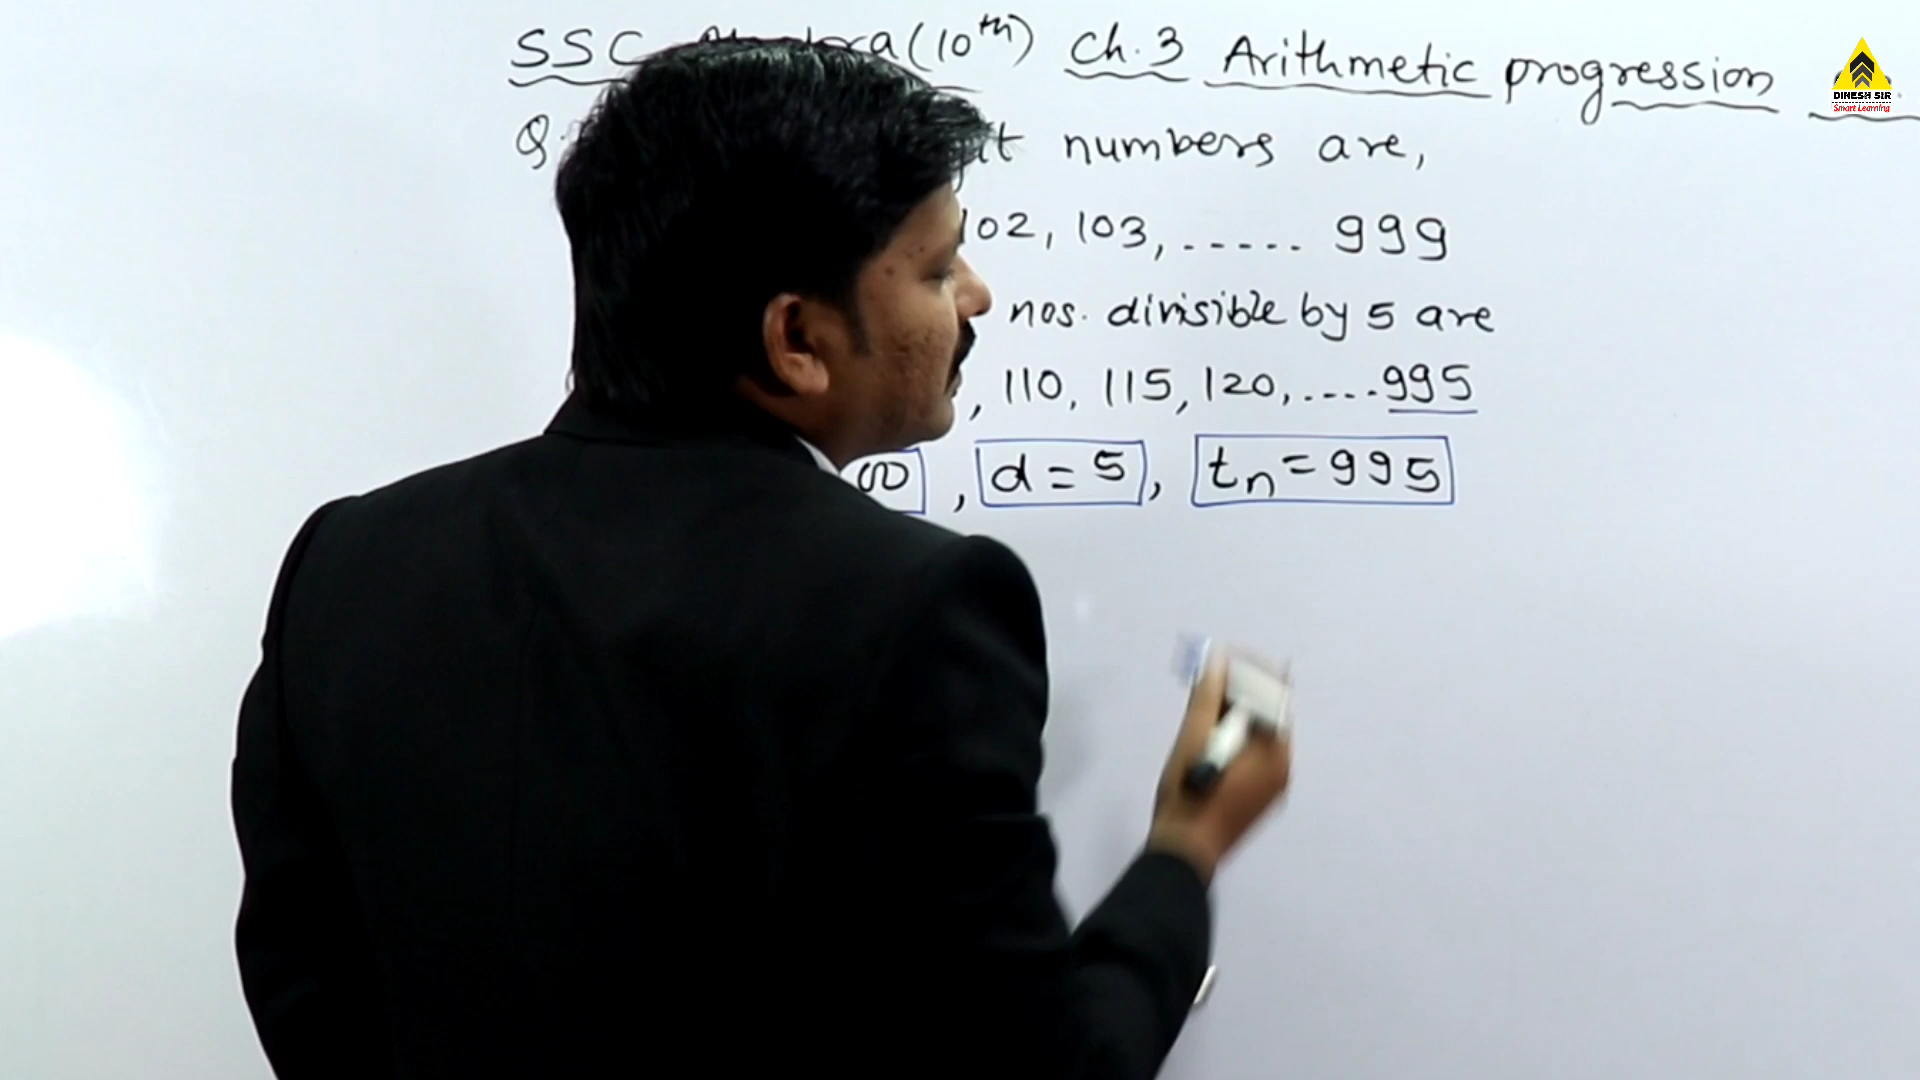 SSC (10th) Ch. 3 Arithmetic progression
DINESH SIR
Smart Learning
numbers are,
102, 103, ...... 999
nos. divisible by 5 are
, 110, 115, 120, .....995
, d = 5 , tn = 995